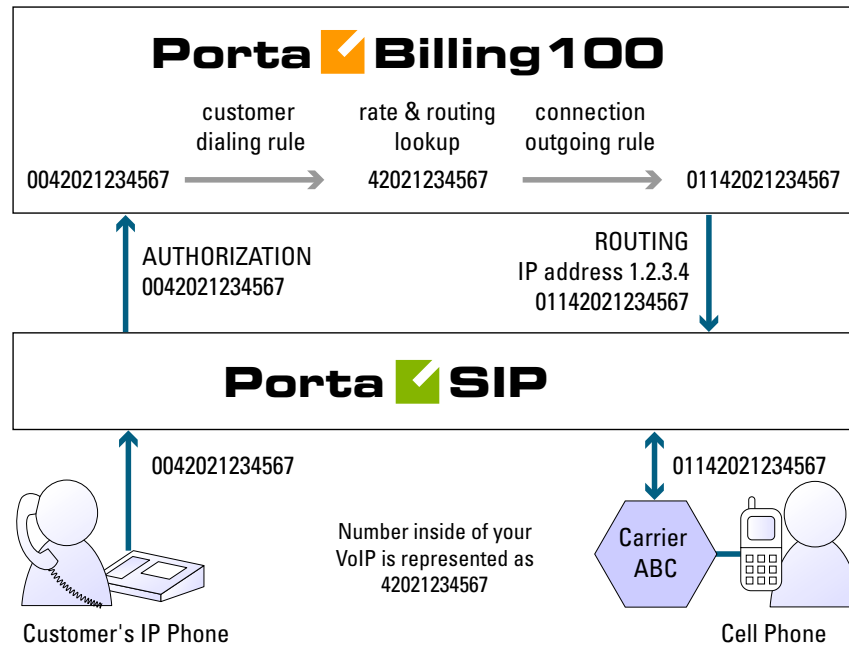 Porta Billing 100
customer
dialing rule
rate & routing
lookup
connection
outgoing rule
0042021234567
42021234567
01142021234567
AUTHORIZATION
0042021234567
ROUTING
IP address 1.2.3.4
01142021234567
Porta SIP
0042021234567
01142021234567
Number inside of your
VoIP is represented as
42021234567
Carrier
ABC
Customer's IP Phone
Cell Phone